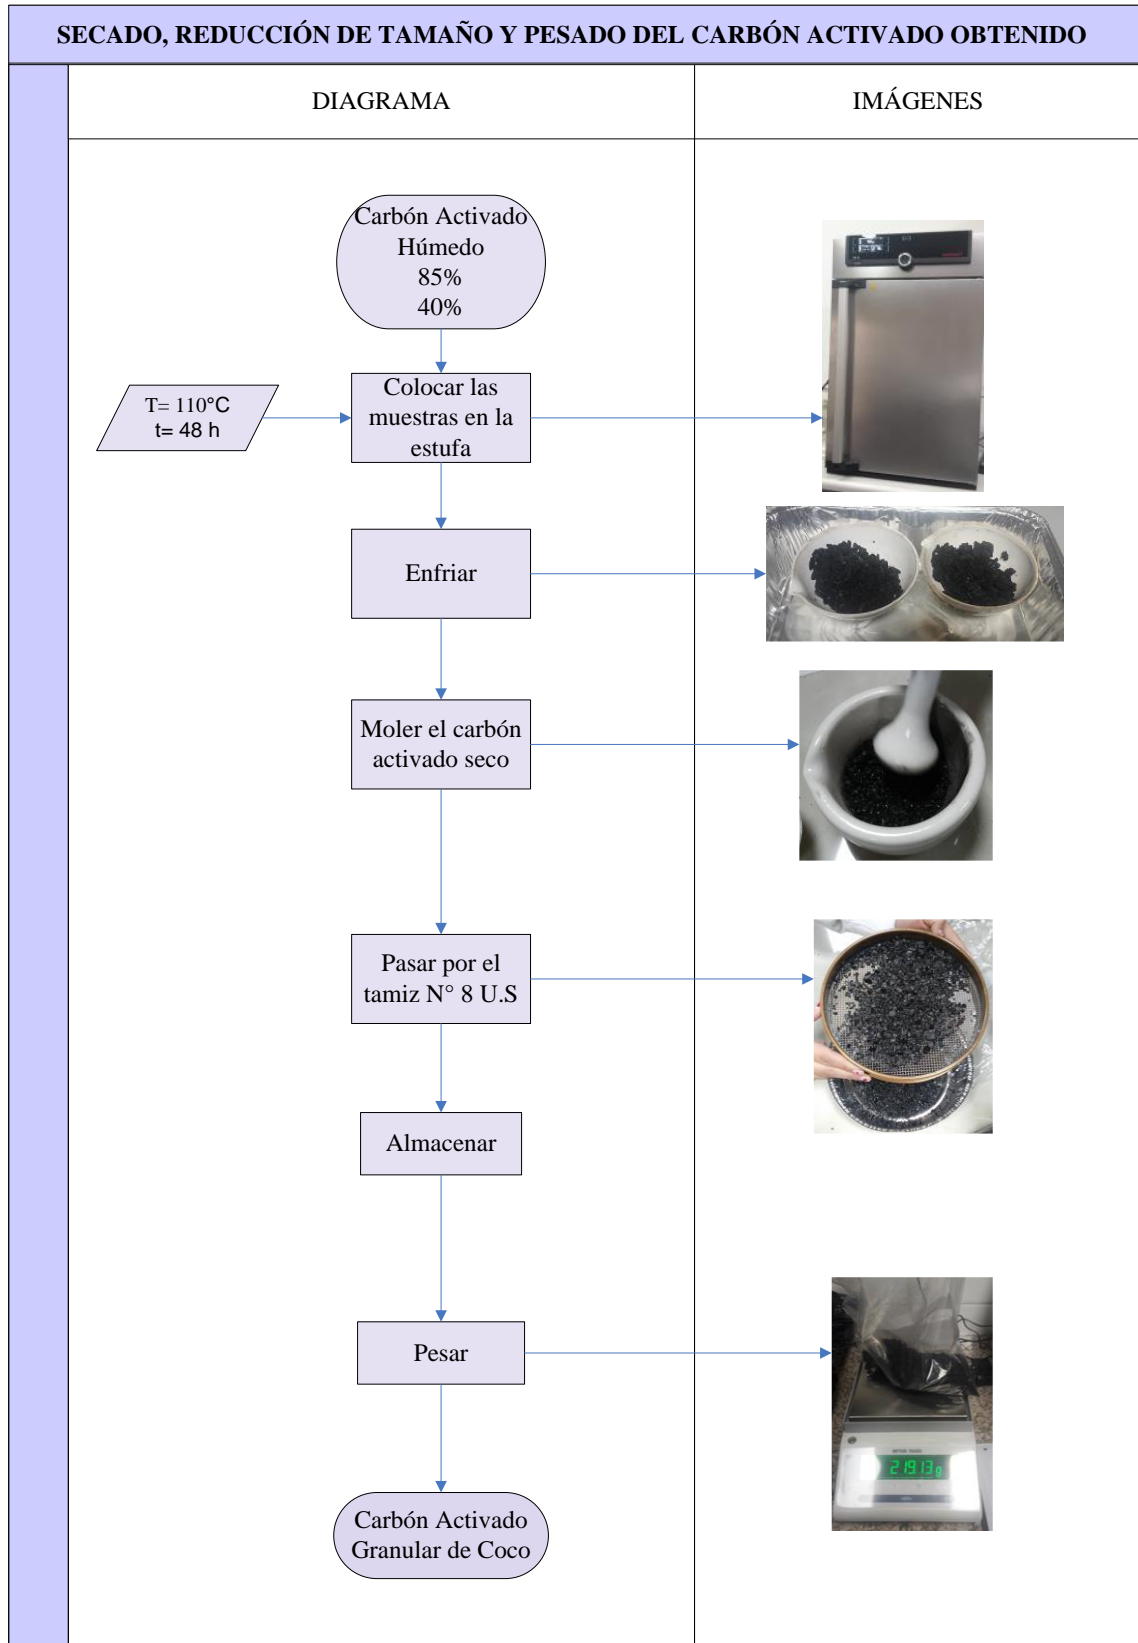 SECADO, REDUCCIÓN DE TAMAÑO Y PESADO DEL CARBÓN ACTIVADO OBTENIDO
DIAGRAMA
IMÁGENES
Carbón Activado
Húmedo
85%
40%
T= 110°C
t= 48 h
Colocar las
muestras en la
estufa
Enfriar
Moler el carbón
activado seco
Pasar por el
tamiz N° 8 U.S
Almacenar
Pesar
219.13g
Carbón Activado
Granular de Coco